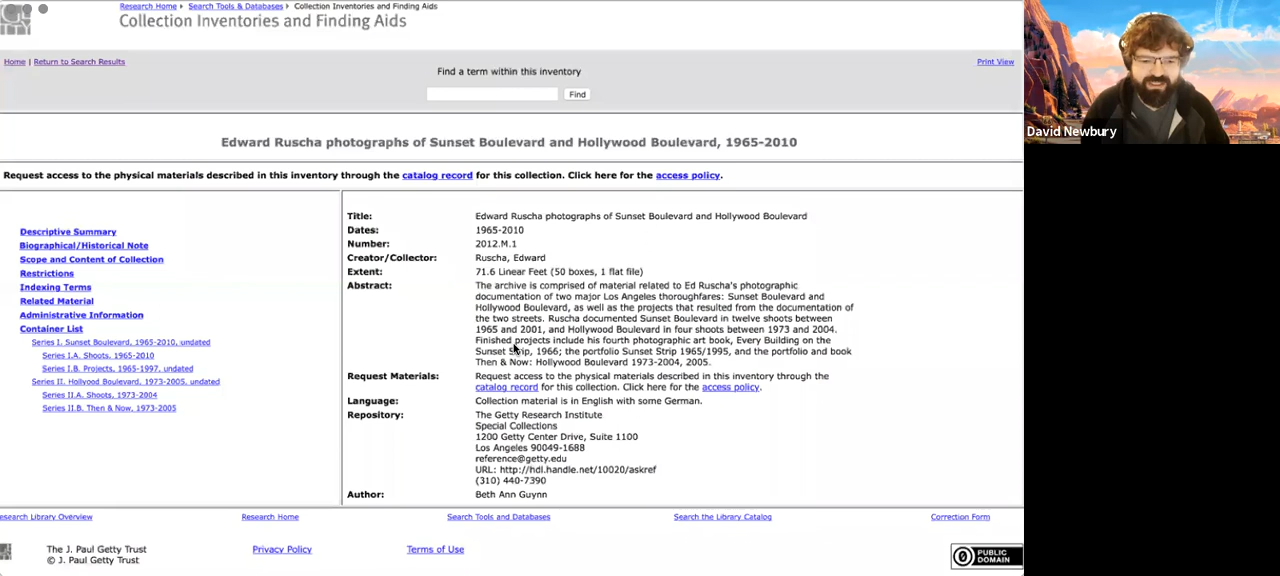 Research Home ▸ Search Tools & Databases ▸ Collection Inventories and Finding Aids
Collection Inventories and Finding Aids
Home | Return to Search Results
Print View
Find a term within this inventory
Find
Edward Ruscha photographs of Sunset Boulevard and Hollywood Boulevard, 1965-2010
Request access to the physical materials described in this inventory through the catalog record for this collection. Click here for the access policy.
Descriptive Summary
Biographical/Historical Note
Scope and Content of Collection
Restrictions
Indexing Terms
Related Material
Administrative Information
Container List
Series I. Sunset Boulevard, 1965-2010, undated
Series I.A. Shoots, 1965-2010
Series I.B. Projects, 1965-1997, undated
Series II. Hollyood Boulevard, 1973-2005, undated
Series II.A. Shoots, 1973-2004
Series II.B. Then & Now, 1973-2005
Title: Edward Ruscha photographs of Sunset Boulevard and Hollywood Boulevard
Dates: 1965-2010
Number: 2012.M.1
Creator/Collector: Ruscha, Edward
Extent: 71.6 Linear Feet (50 boxes, 1 flat file)
Abstract: The archive is comprised of material related to Ed Ruscha's photographic
documentation of two major Los Angeles thoroughfares: Sunset Boulevard and
Hollywood Boulevard, as well as the projects that resulted from the documentation of
the two streets. Ruscha documented Sunset Boulevard in twelve shoots between
1965 and 2001, and Hollywood Boulevard in four shoots between 1973 and 2004.
Finished projects include his fourth photographic art book, Every Building on the
Sunset Strip, 1966; the portfolio Sunset Strip 1965/1995, and the portfolio and book
Then & Now: Hollywood Boulevard 1973-2004, 2005.
Request Materials: Request access to the physical materials described in this inventory through the
catalog record for this collection. Click here for the access policy.
Language: Collection material is in English with some German.
Repository: The Getty Research Institute
Special Collections
1200 Getty Center Drive, Suite 1100
Los Angeles 90049-1688
reference@getty.edu
URL: http://hdl.handle.net/10020/askref
(310) 440-7390
Author: Beth Ann Guynn
esearch Library Overview
Research Home
Search Tools and Databases
Search the Library Catalog
Correction Form
The J. Paul Getty Trust
© J. Paul Getty Trust
Privacy Policy
Terms of Use
PUBLIC
DOMAIN
David Newbury